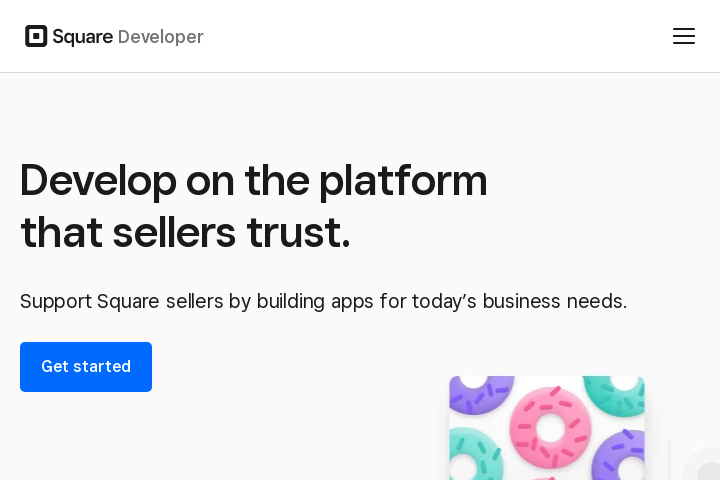 Square Developer
Develop on the platform
that sellers trust.
Support Square sellers by building apps for today’s business needs.
Get started